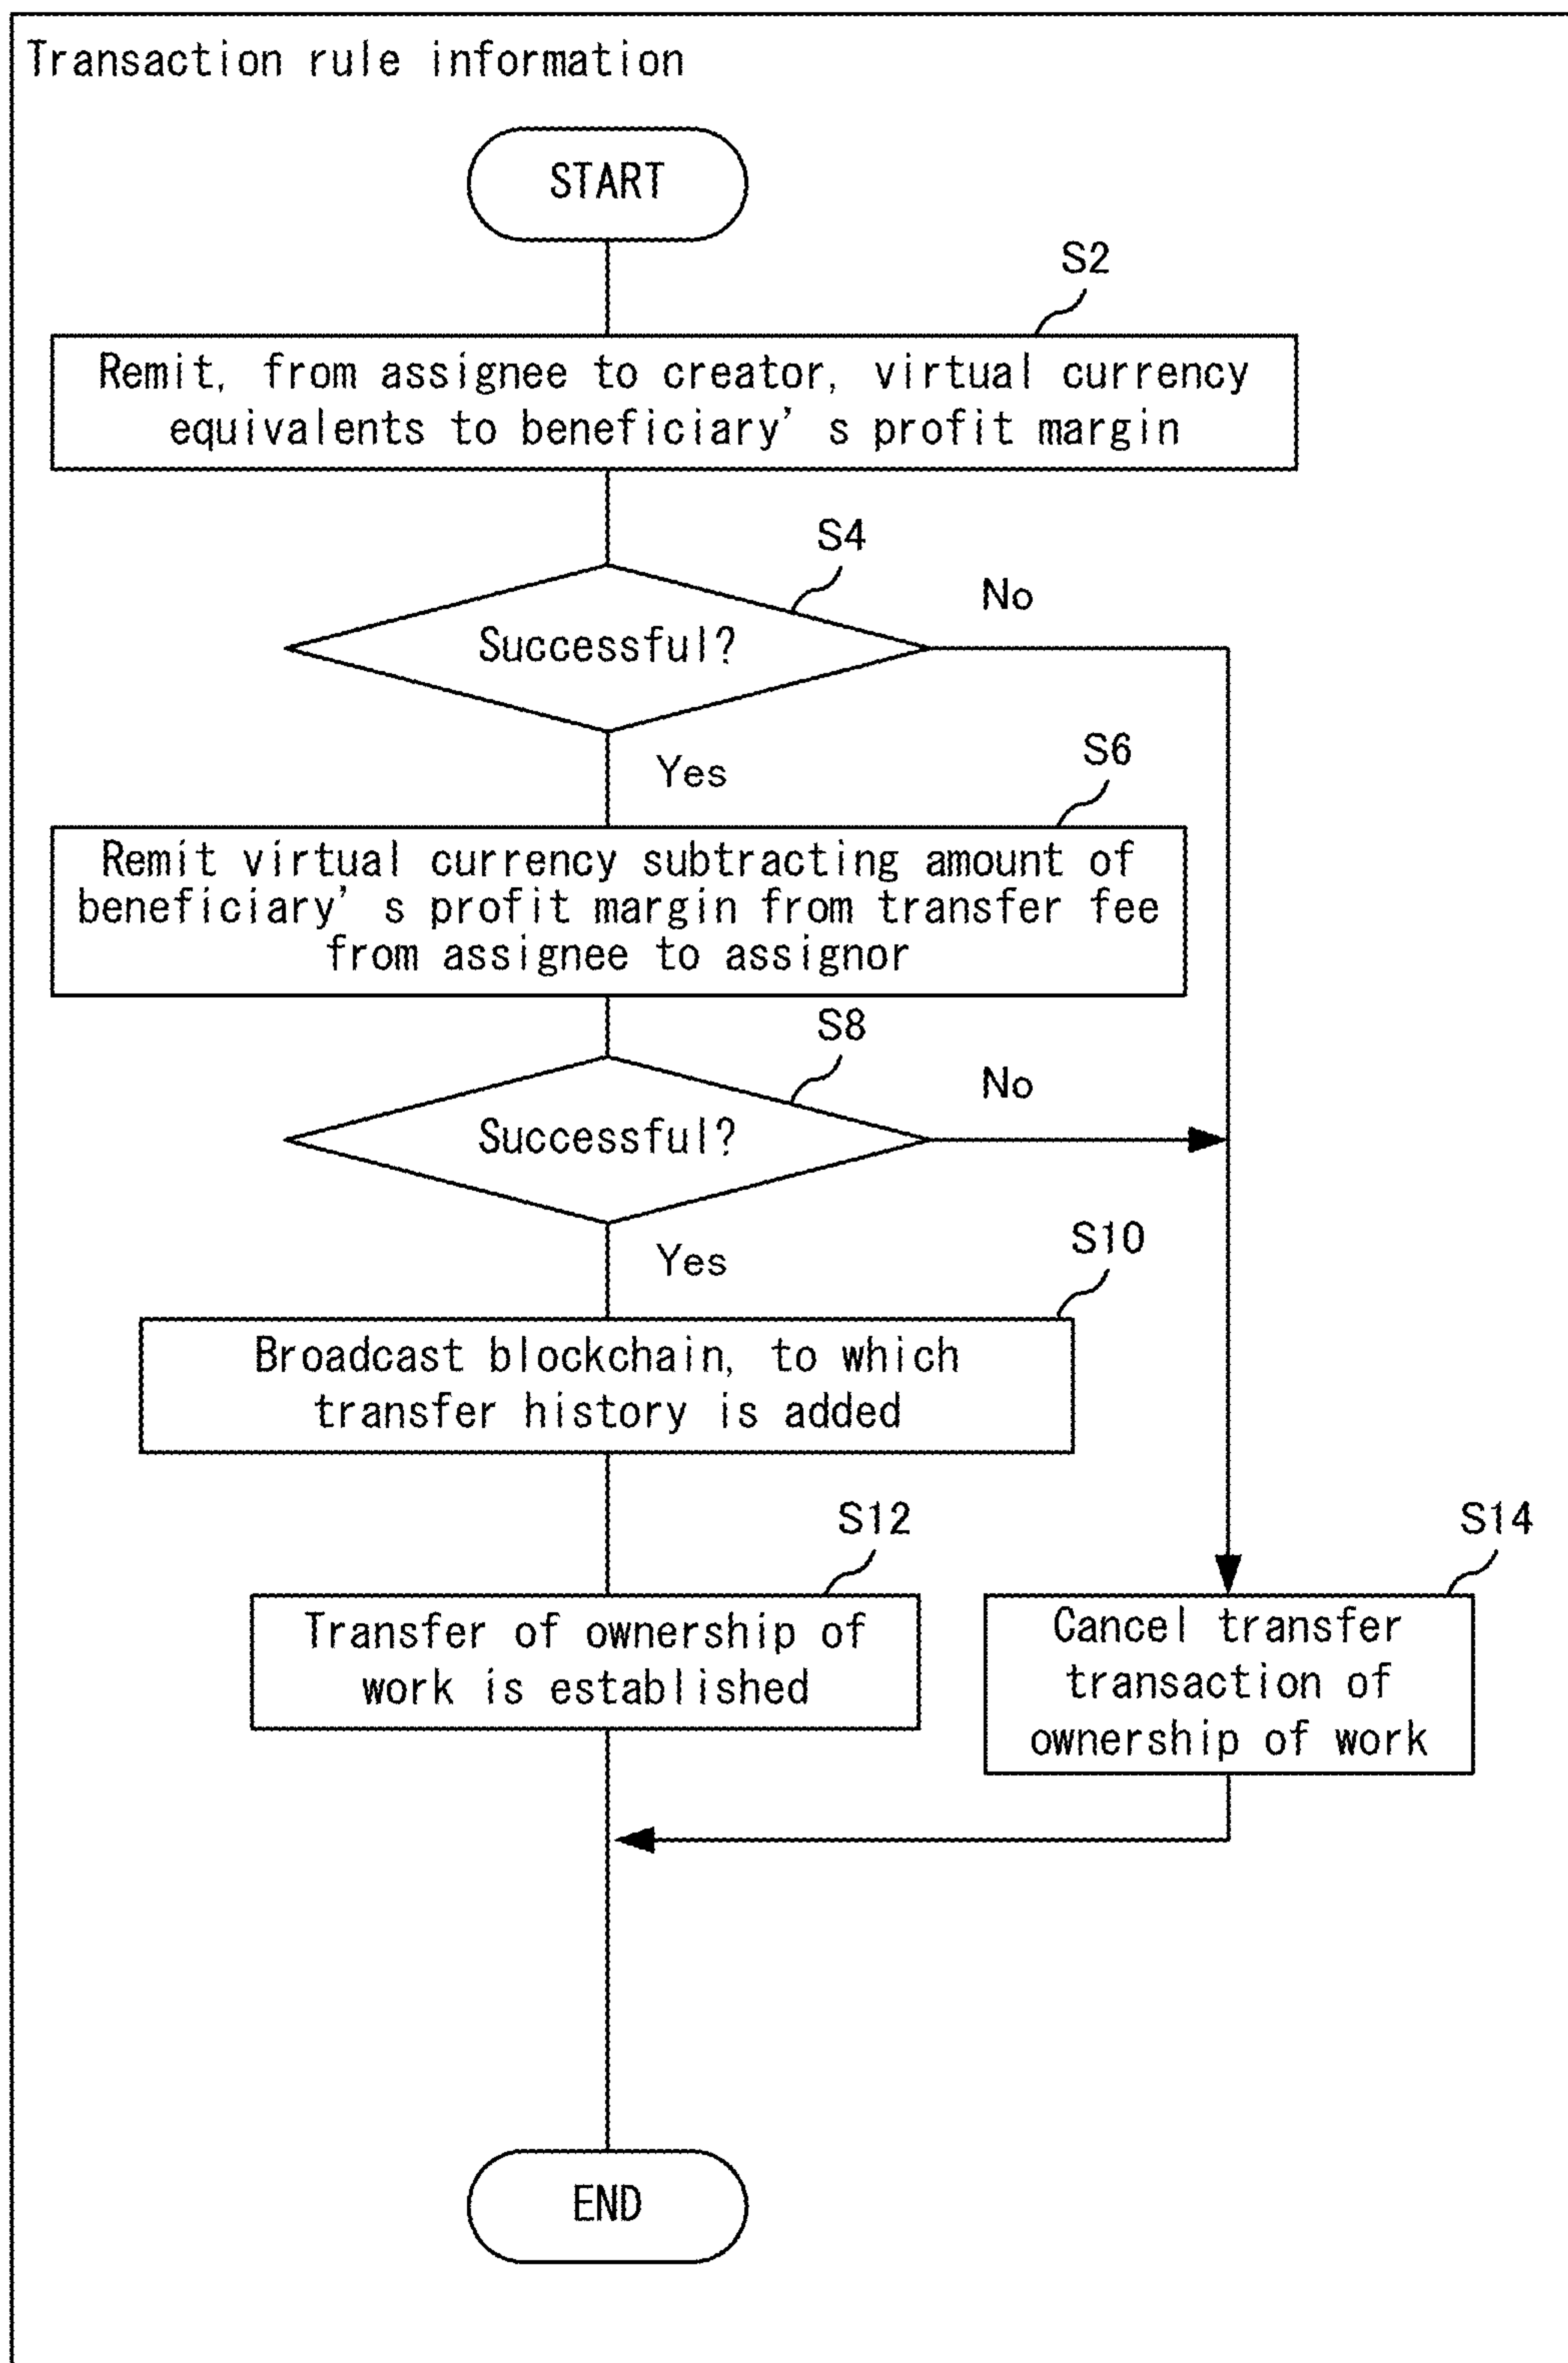 Transaction rule information
START
S2
Remit, from assignee to creator, virtual currency
equivalents to beneficiary's profit margin
S4
Successful?
No
Yes
S6
Remit virtual currency subtracting amount of
beneficiary's profit margin from transfer fee
from assignee to assignor
S8
Successful?
No
Yes
S10
Broadcast blockchain, to which
transfer history is added
S12
Transfer of ownership of
work is established
S14
Cancel transfer
transaction of
ownership of work
END